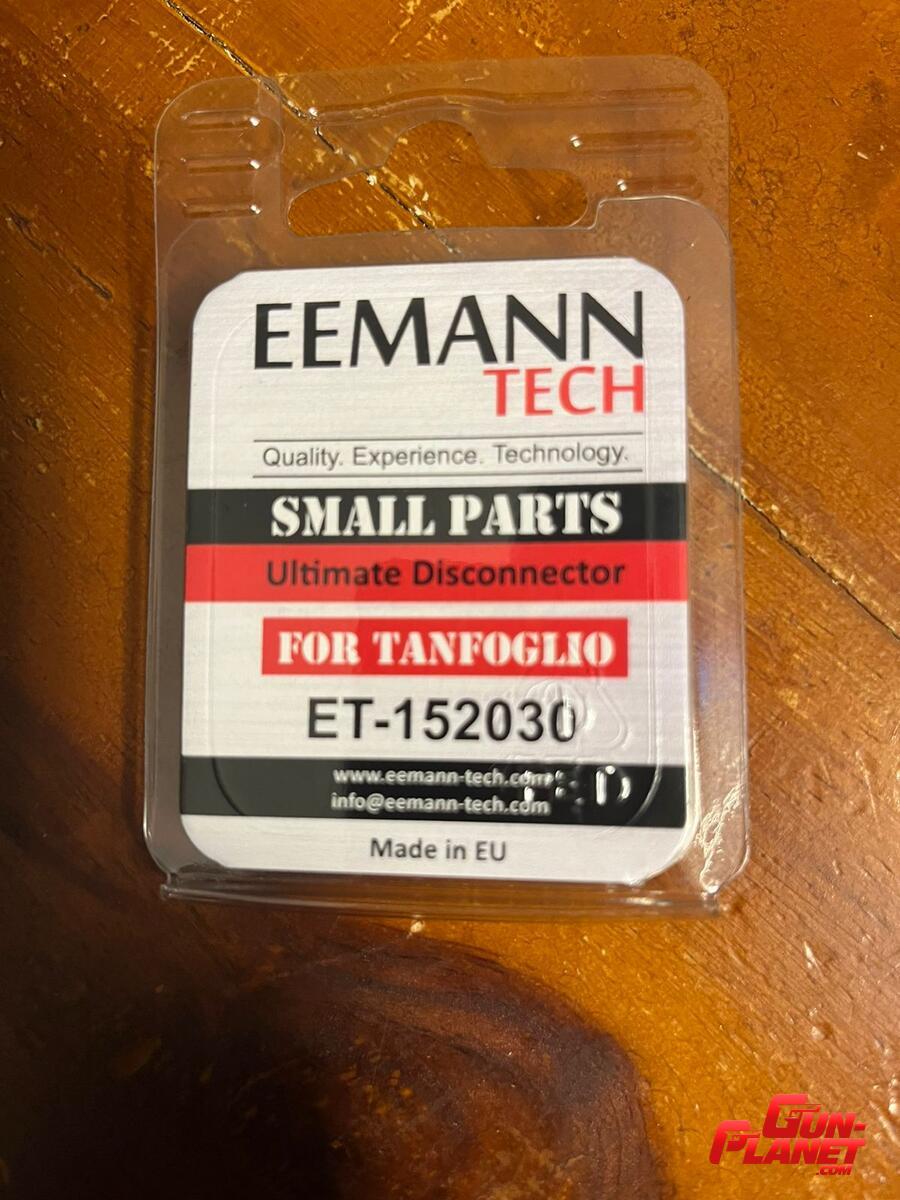 EEMANN
TECH
Quality. Experience. Technology.
SMALL PARTS
Ultimate Disconnector
FOR TANFOGLIO
ET-152030
www.eemann-tech.com
info@eemann-tech.com
Made in EU
GUN-
PLANET
.COM